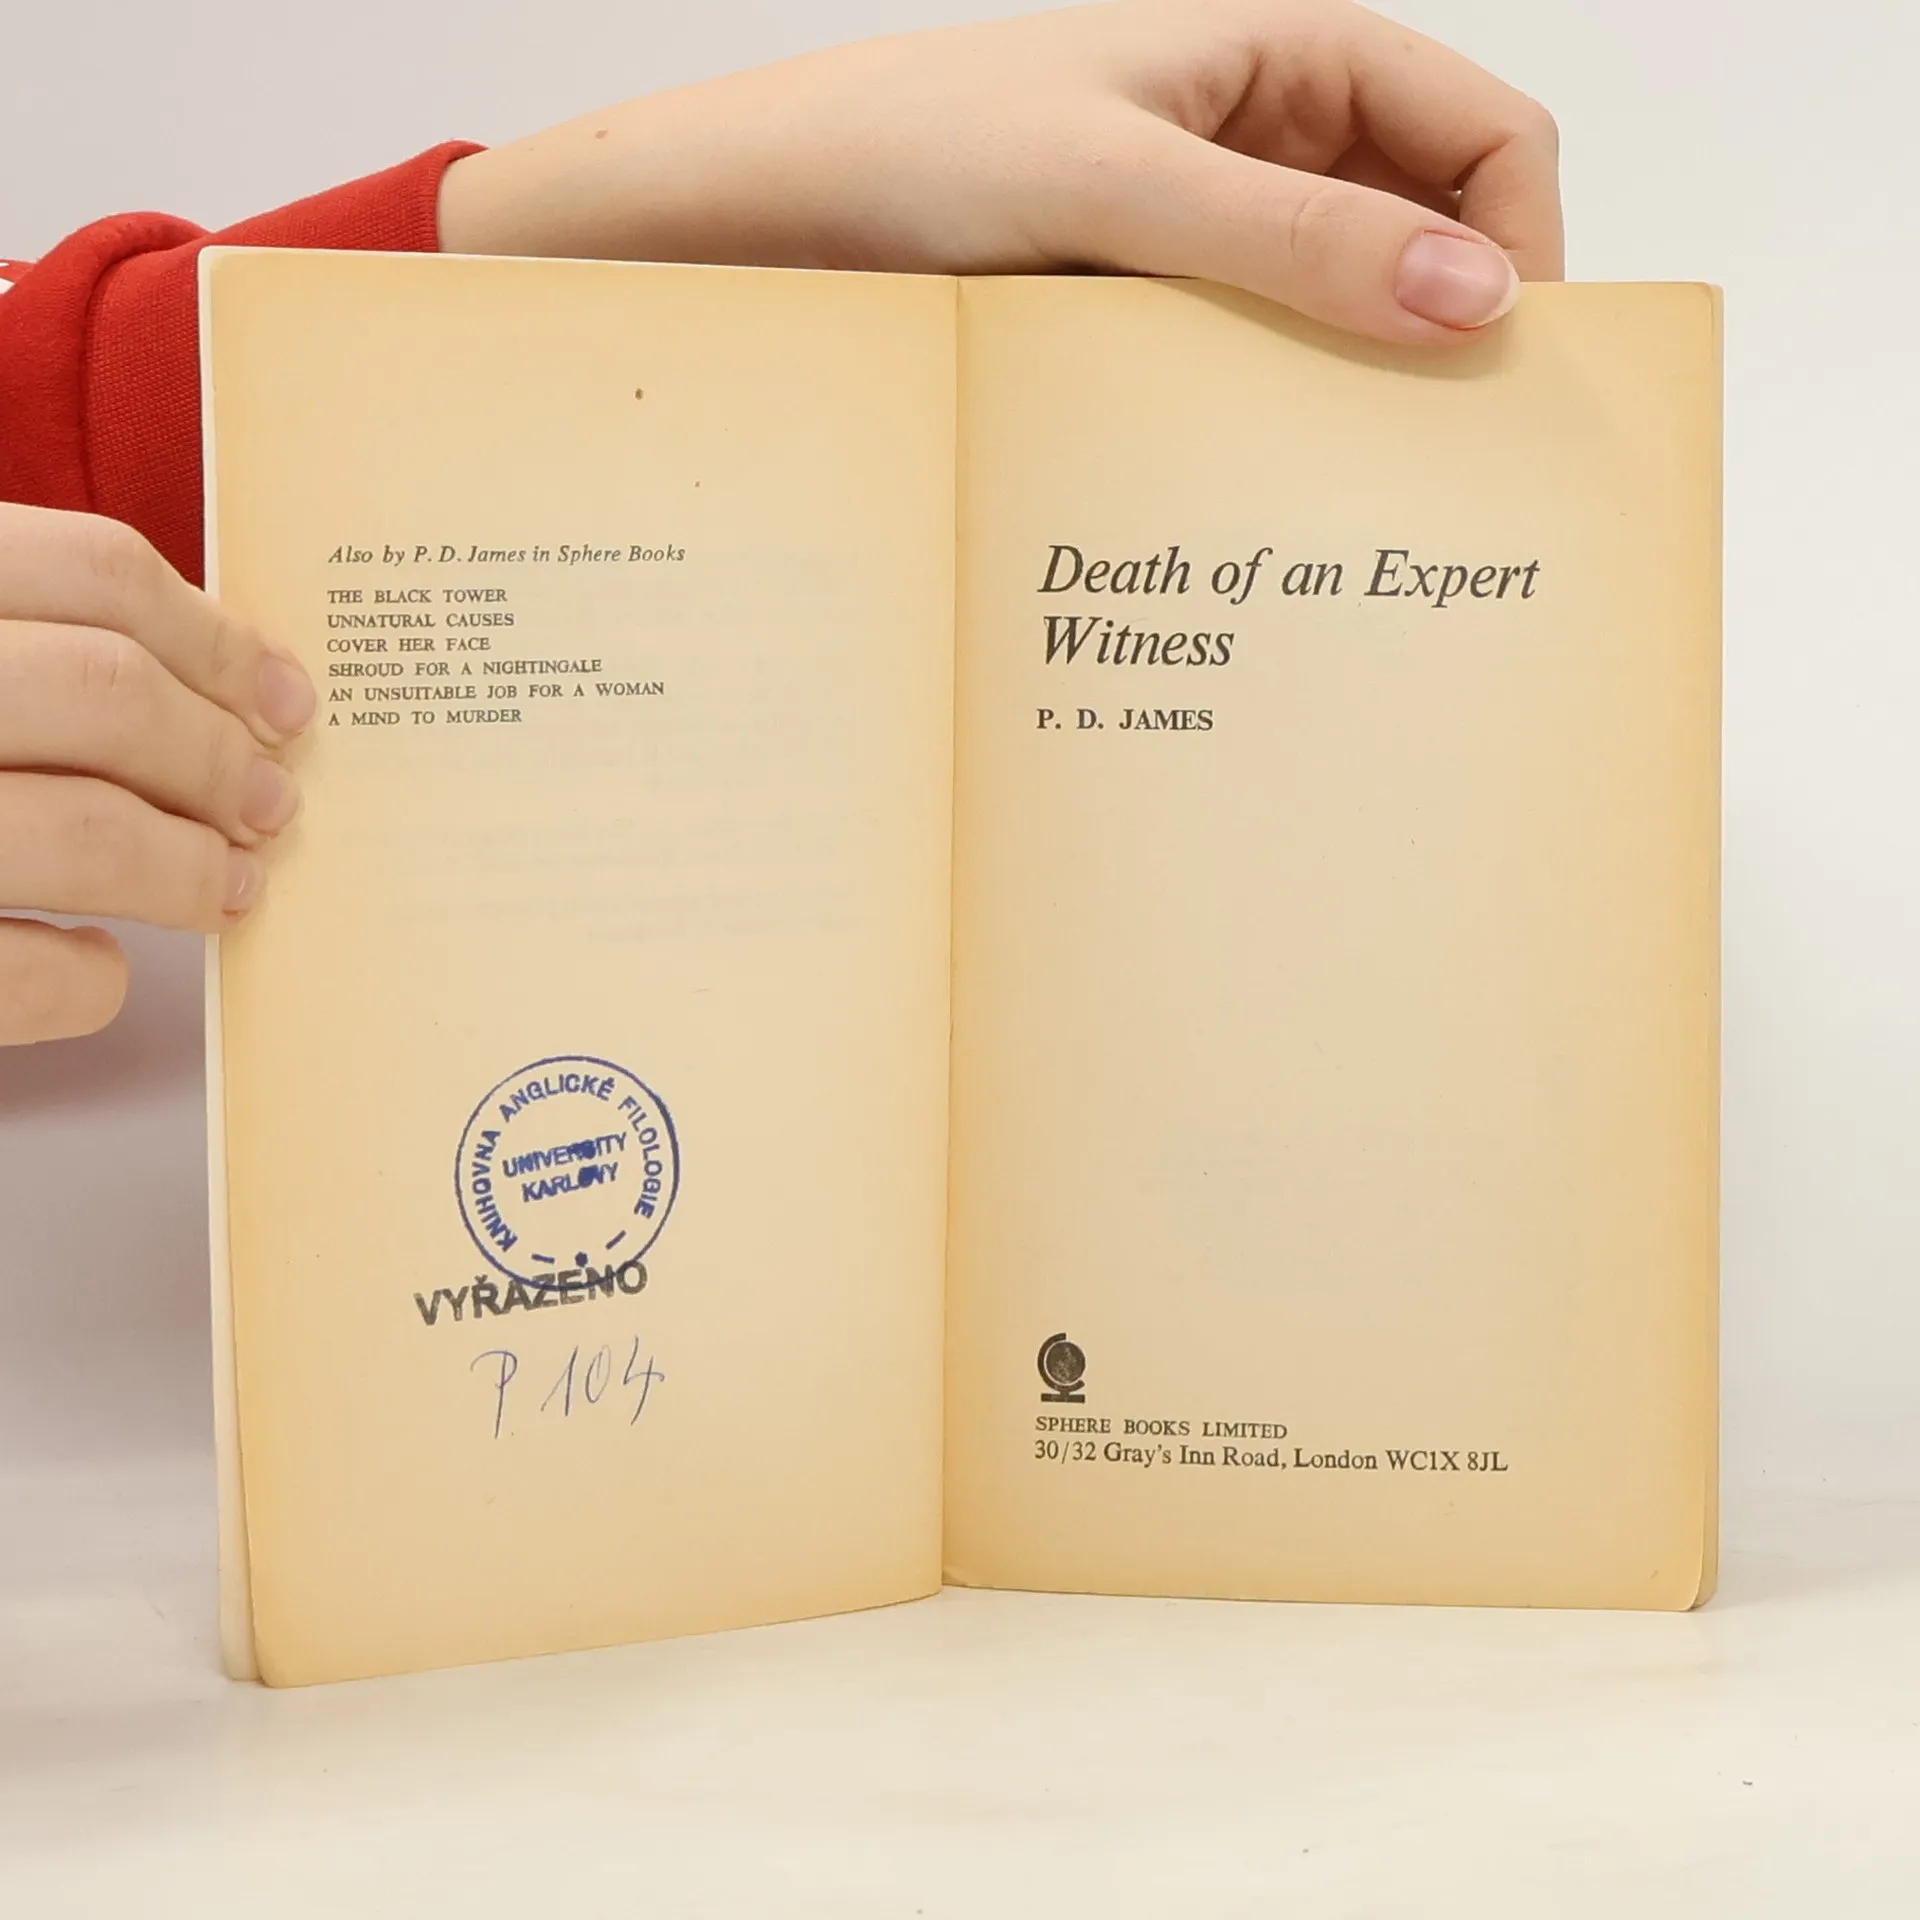 Also by P. D. James in Sphere Books
THE BLACK TOWER
UNNATURAL CAUSES
COVER HER FACE
SHROUD FOR A NIGHTINGALE
AN UNSUITABLE JOB FOR A WOMAN
A MIND TO MURDER
KNIHOVNA ANGLICKÉ FILOLOGIE
UNIVERSITY
KARLOVY
VYŘAZENO
P 104
Death of an Expert
Witness
P. D. JAMES
SPHERE BOOKS LIMITED
30/32 Gray's Inn Road, London WC1X 8JL